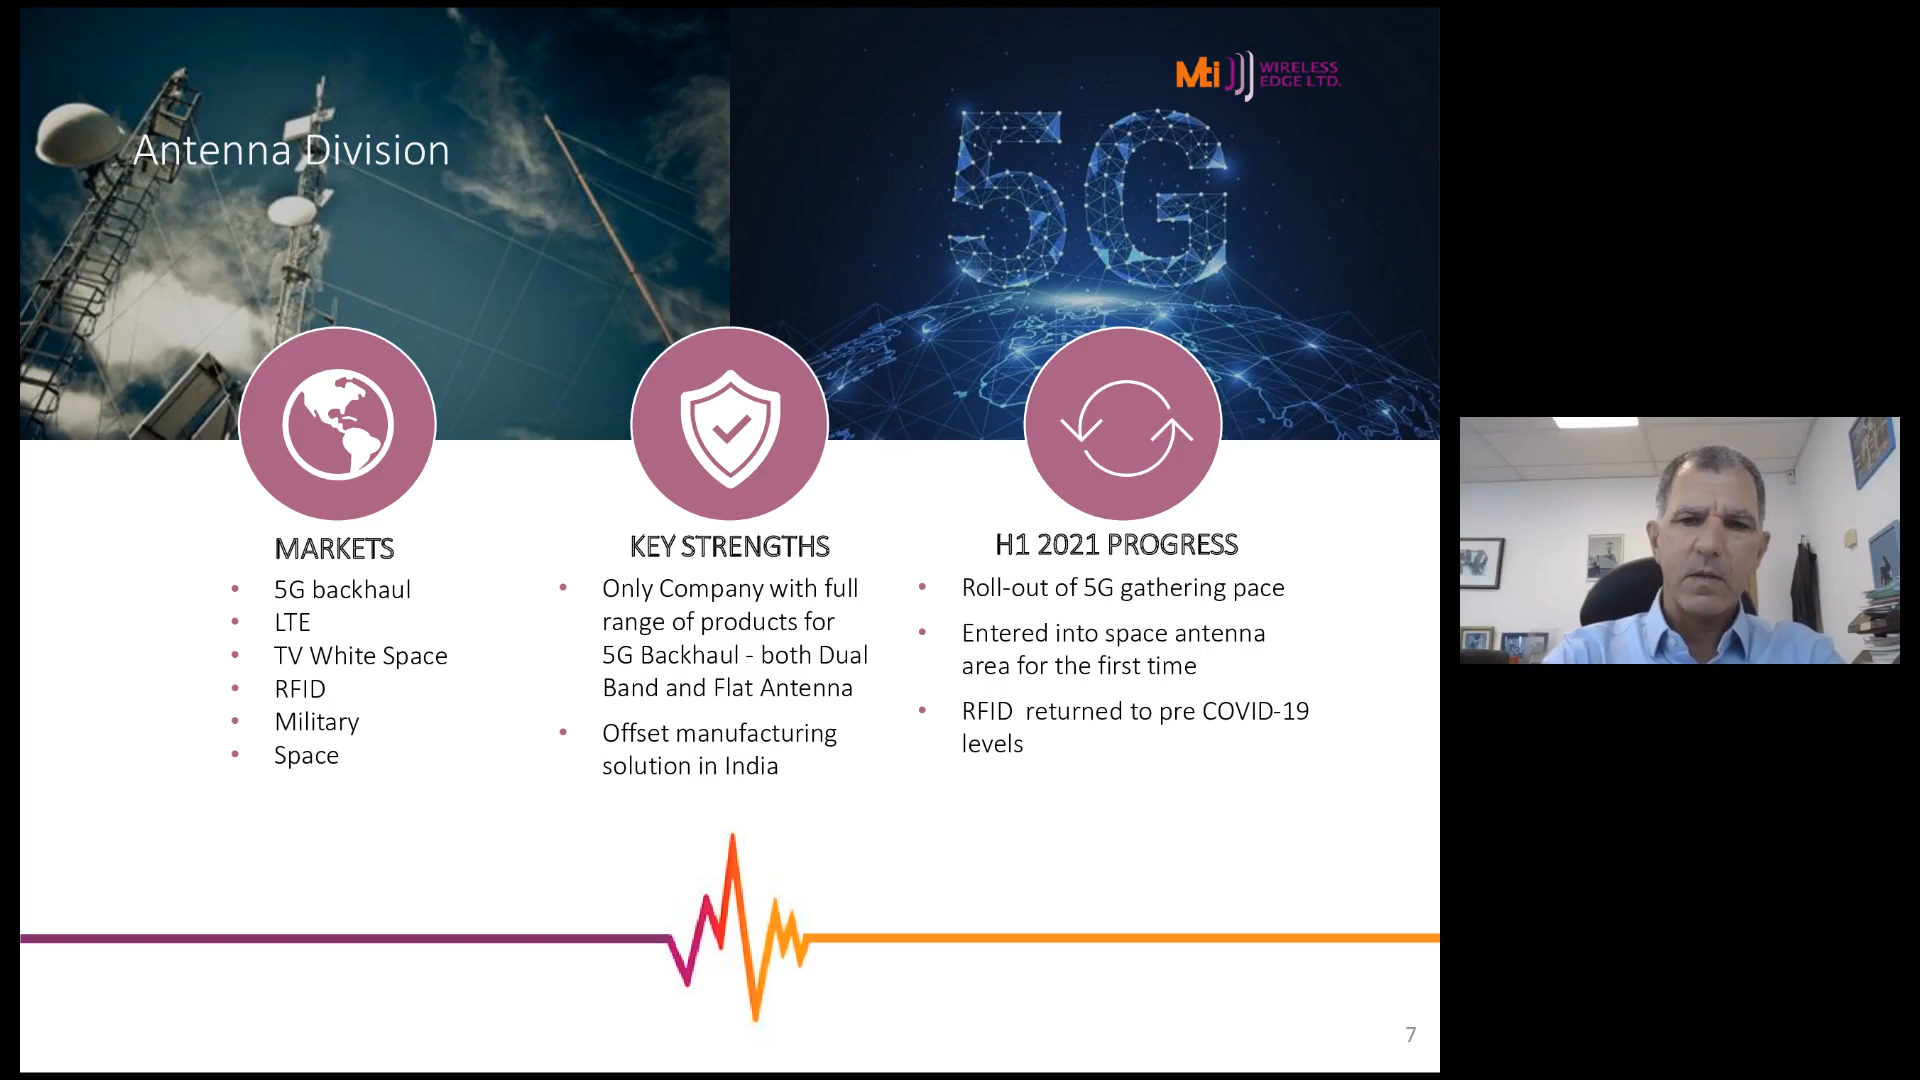 Antenna Division
Mti WIRELESS
EDGE LTD.
5G
MARKETS
• 5G backhaul
• LTE
• TV White Space
• RFID
• Military
• Space
KEY STRENGTHS
• Only Company with full
range of products for
5G Backhaul - both Dual
Band and Flat Antenna
• Offset manufacturing
solution in India
H1 2021 PROGRESS
• Roll-out of 5G gathering pace
• Entered into space antenna
area for the first time
• RFID  returned to pre COVID-19
levels
7